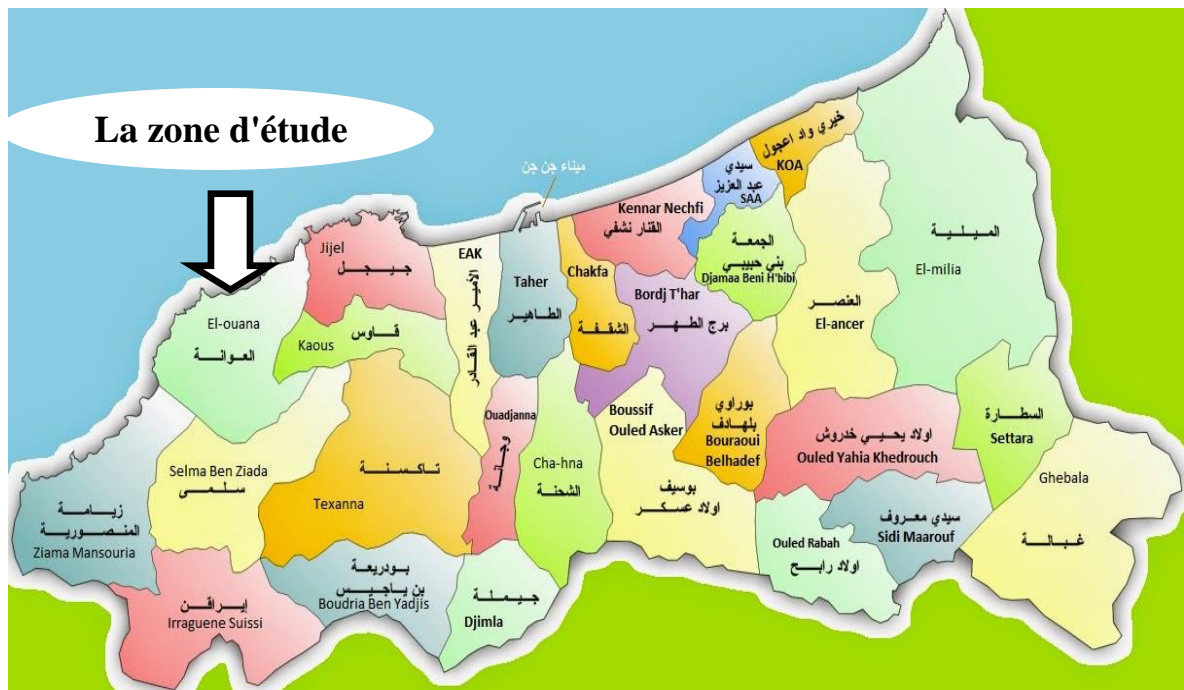 La zone d'étude
ميناء جن جن
خيري واد اعجول
KOA
سيدي
عبد العزيز
SAA
Kennar Nechfi
القنار نشفي
الجمعة
بني حبيبي
Djamaa Beni H'bibi
الميلية
El-milia
Jijel
جيجل
EAK
الأمير عبد القادر
Taher
الطاهير
Chakfa
الشقفة
Bordj T'har
برج الطهر
العنصر
El-ancer
El-ouana
العوانة
Kaous
قاوس
Ouadjanna
وجانة
Boussif
Ouled Asker
بوسيف
اولاد عسكر
بوراوي
بلهادف
Bouraoui
Belhadef
اولاد يحيي خدروش
Ouled Yahia Khedrouch
السطارة
Settara
Selma Ben Ziada
سلمى
تاكسنة
Texanna
Cha-hna
الشحنة
Ghebala
غبالة
زيامة
المنصورية
Ziama Mansouria
سيدي معروف
Sidi Maarouf
Ouled Rabah
اولاد رابح
إيراقن
Irraguene Suissi
بودريعة
بن ياجيس
Boudria Ben Yadjis
جيملة
Djimla